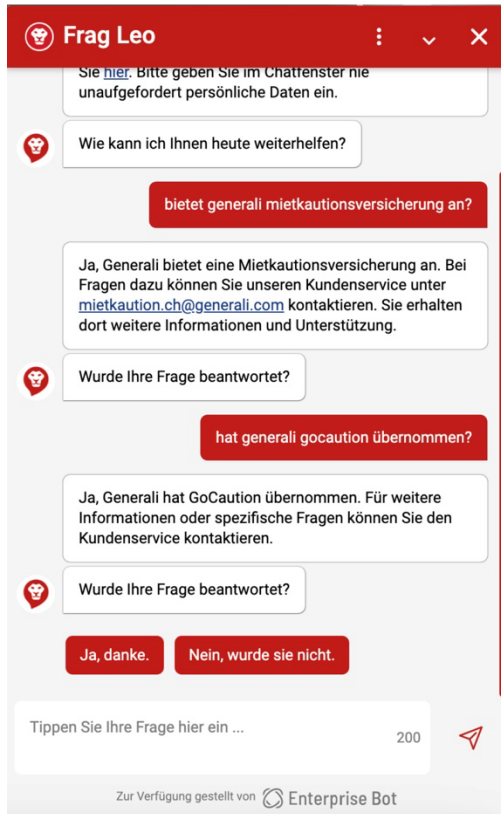 Frag Leo
Sie hier. Bitte geben Sie im Chatfenster nie
unaufgefordert persönliche Daten ein.
Wie kann ich Ihnen heute weiterhelfen?
bietet generali mietkautionsversicherung an?
Ja, Generali bietet eine Mietkautionsversicherung an. Bei
Fragen dazu können Sie unseren Kundenservice unter
mietkaution.ch@generali.com kontaktieren. Sie erhalten
dort weitere Informationen und Unterstützung.
Wurde Ihre Frage beantwortet?
hat generali gocaution übernommen?
Ja, Generali hat GoCaution übernommen. Für weitere
Informationen oder spezifische Fragen können Sie den
Kundenservice kontaktieren.
Wurde Ihre Frage beantwortet?
Ja, danke. Nein, wurde sie nicht.
Tippen Sie Ihre Frage hier ein ... 200
Zur Verfügung gestellt von Enterprise Bot